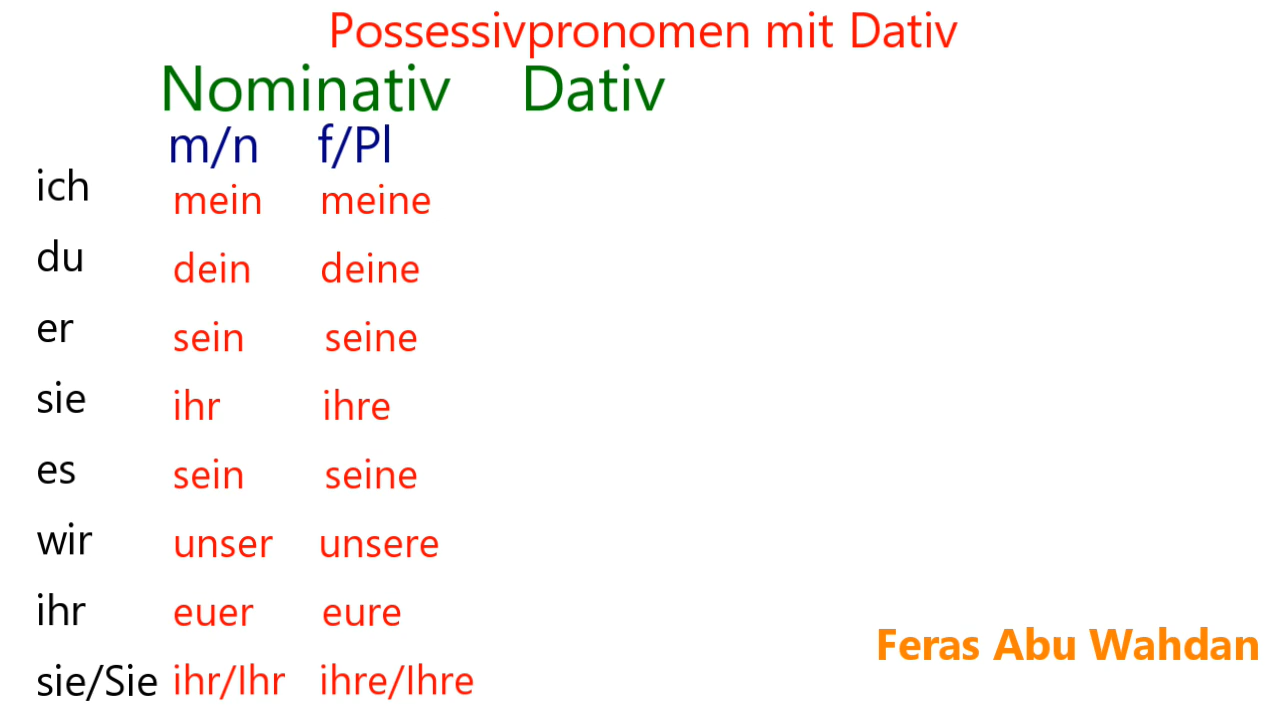 Possessivpronomen mit Dativ
Nominativ Dativ
m/n f/Pl
ich mein meine
du dein deine
er sein seine
sie ihr ihre
es sein seine
wir unser unsere
ihr euer eure
sie/Sie ihr/Ihr ihre/Ihre
Feras Abu Wahdan